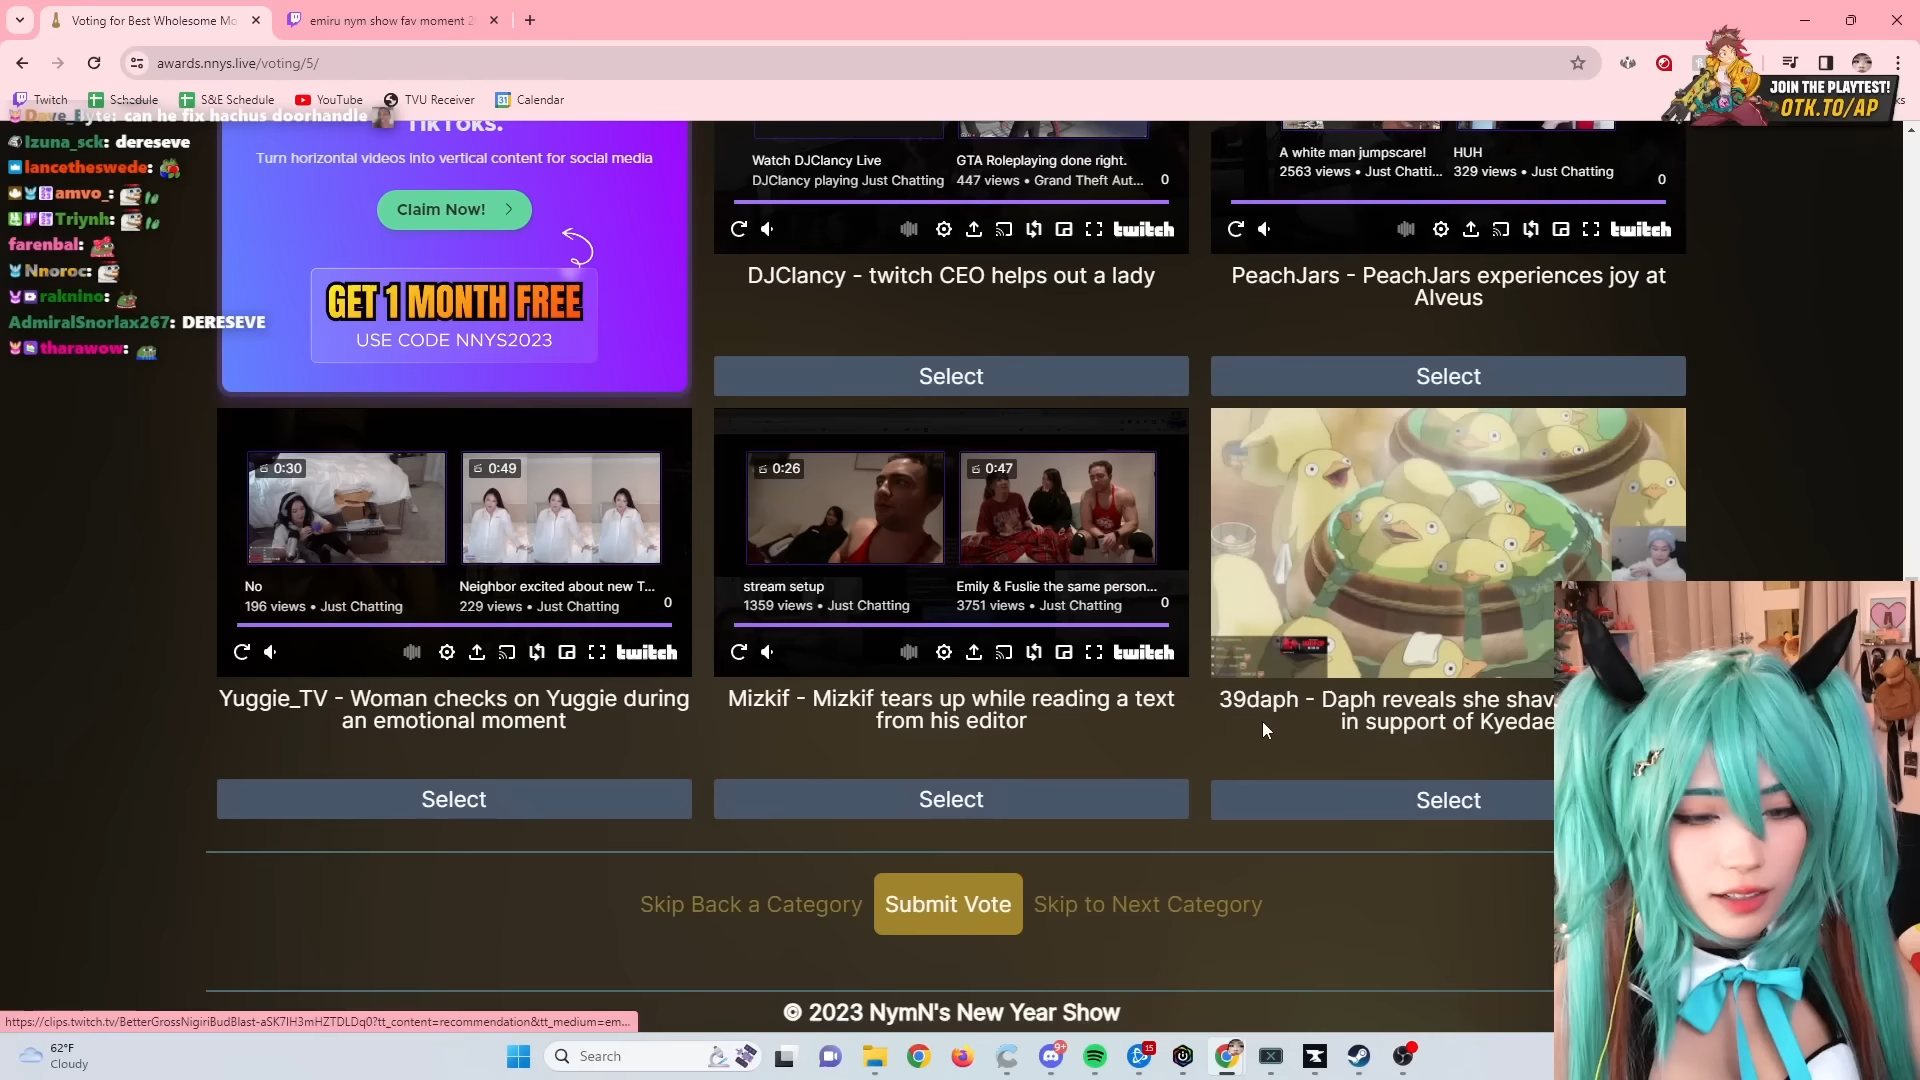 Voting for Best Wholesome Mo
emiru nym show fav moment 2
awards.nnys.live/voting/5/
Twitch
Schedule
S&E Schedule
YouTube
TVU Receiver
Calendar
JOIN THE PLAYTEST!
OTK.TO/AP
can he fix hachus doorhandle
Izuna_sck: dereseve
lancetheswede:
amvo_:
Triynh:
farenbal:
Nnoroc:
raknino:
AdmiralSnorlax267: DERESEVE
tharawow:
TIKTOKS.
Turn horizontal videos into vertical content for social media
Claim Now!
GET 1 MONTH FREE
USE CODE NNYS2023
Watch DJClancy Live
DJClancy playing Just Chatting
GTA Roleplaying done right.
447 views • Grand Theft Aut...
0
twitch
DJClancy - twitch CEO helps out a lady
Select
A white man jumpscare!
2563 views • Just Chatti...
HUH
329 views • Just Chatting
0
twitch
PeachJars - PeachJars experiences joy at
Alveus
Select
0:30
0:49
No
196 views • Just Chatting
Neighbor excited about new T...
229 views • Just Chatting
0
twitch
Yuggie_TV - Woman checks on Yuggie during
an emotional moment
Select
0:26
0:47
stream setup
1359 views • Just Chatting
Emily & Fuslie the same person...
3751 views • Just Chatting
0
twitch
Mizkif - Mizkif tears up while reading a text
from his editor
Select
39daph - Daph reveals she shav
in support of Kyedae
Select
Skip Back a Category
Submit Vote
Skip to Next Category
© 2023 NymN's New Year Show
https://clips.twitch.tv/BetterGrossNigiriBudBlast-aSK7IH3mHZTDLDq0?tt_content=recommendation&tt_medium=em...
62°F
Cloudy
Search
9+
15